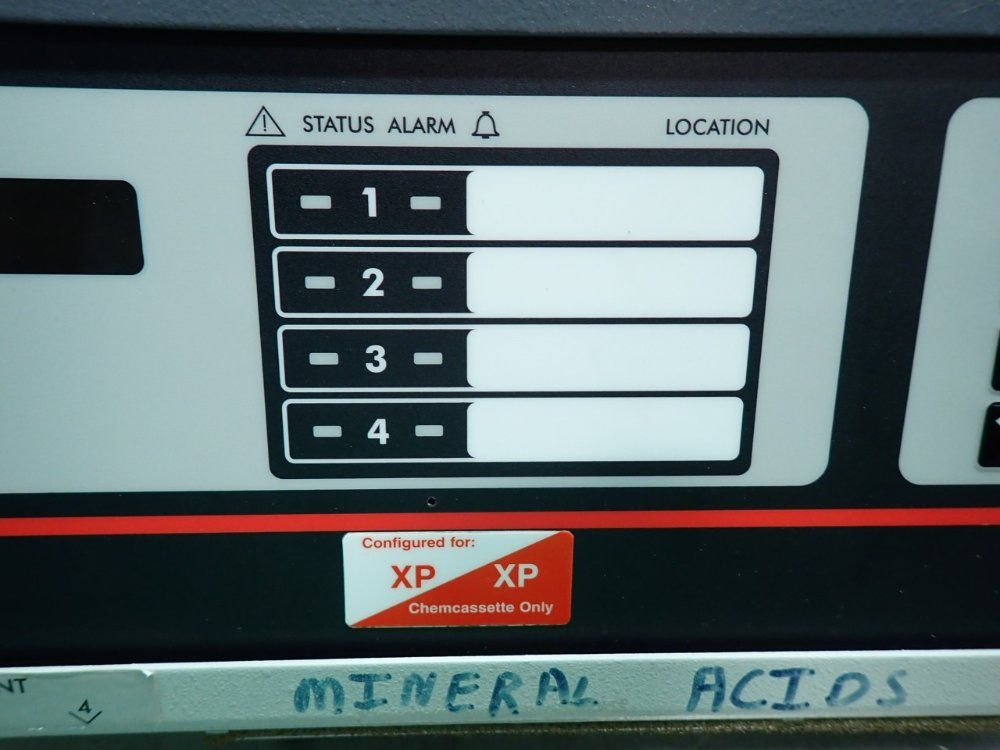 STATUS ALARM LOCATION
1
2
3
4
Configured for:
XP XP
Chemcassette Only
NT
4
MINERAL ACIDS